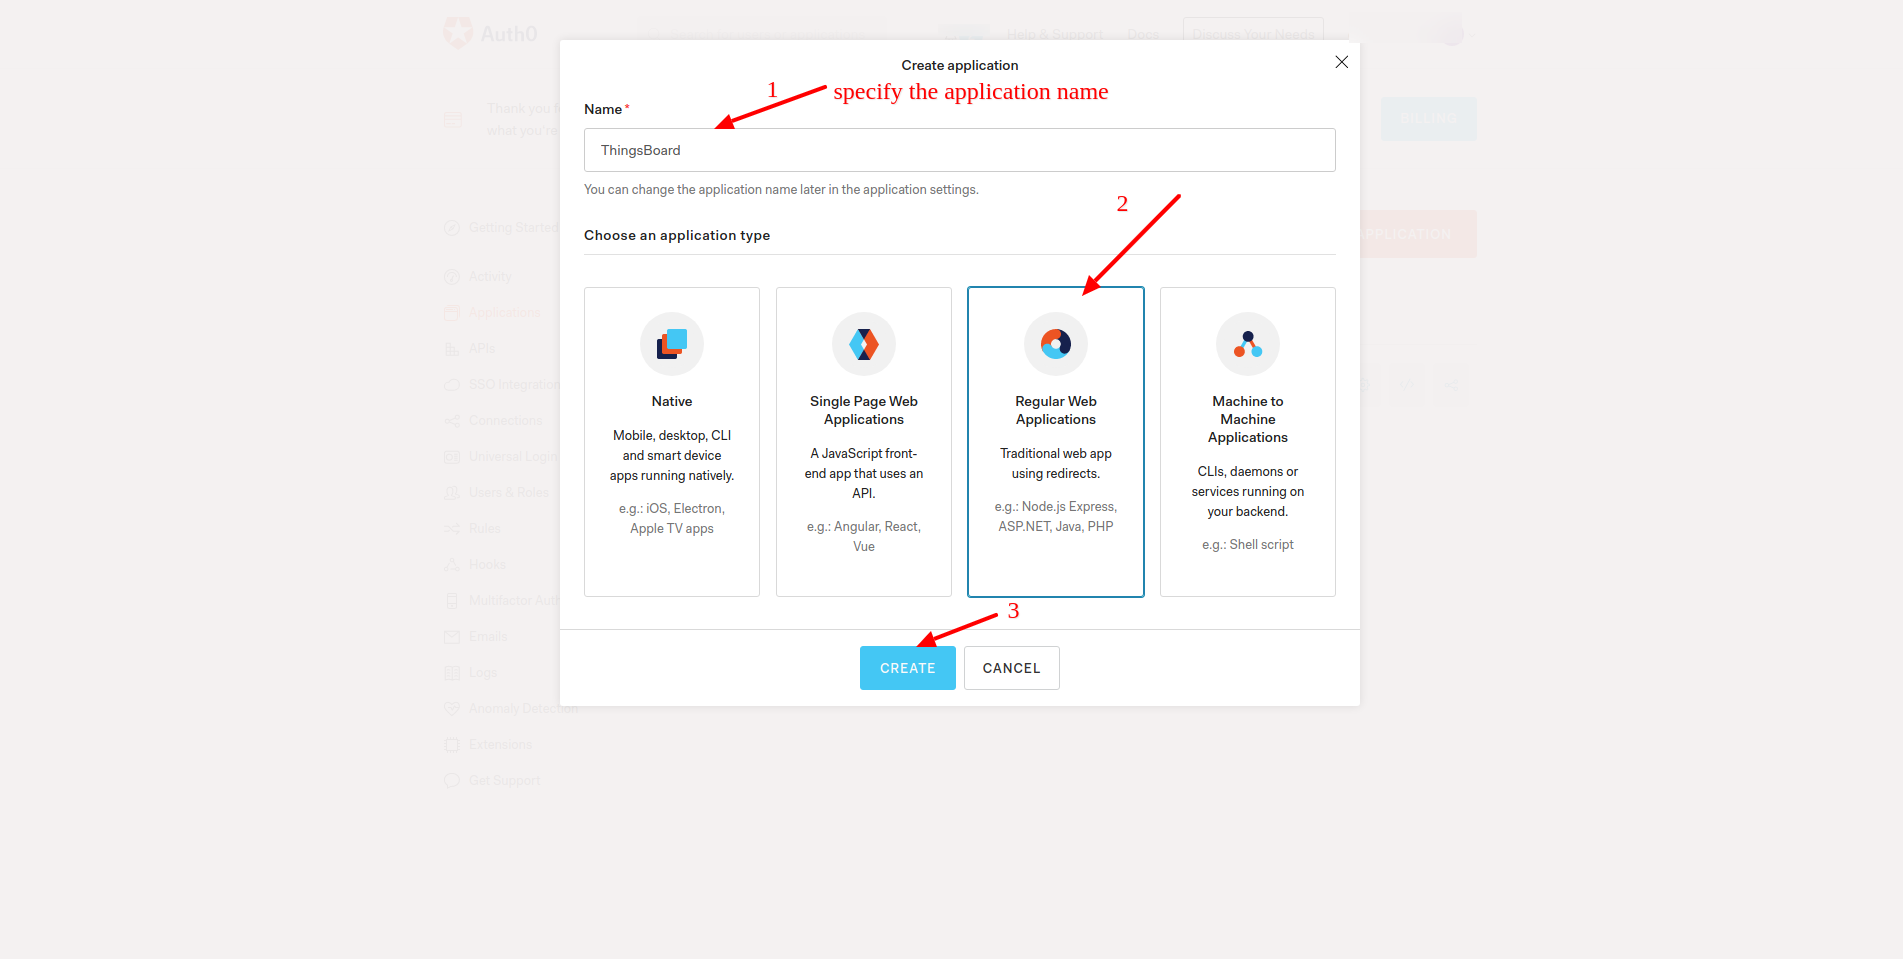 Auth0
Help & Support
Docs
Discuss Your Needs
Create application
1
specify the application name
Name *
Thank you f
what you're
BILLING
ThingsBoard
You can change the application name later in the application settings.
2
Getting Started
Choose an application type
APPLICATION
Activity
Applications
APIs
SSO Integration
Connections
Universal Login
Users & Roles
Rules
Hooks
Multifactor Auth
Emails
Logs
Anomaly Detection
Extensions
Get Support
Native
Mobile, desktop, CLI
and smart device
apps running natively.
e.g.: iOS, Electron,
Apple TV apps
Single Page Web
Applications
A JavaScript front-
end app that uses an
API.
e.g.: Angular, React,
Vue
Regular Web
Applications
Traditional web app
using redirects.
e.g.: Node.js Express,
ASP.NET, Java, PHP
Machine to
Machine
Applications
CLIs, daemons or
services running on
your backend.
e.g.: Shell script
3
CREATE
CANCEL